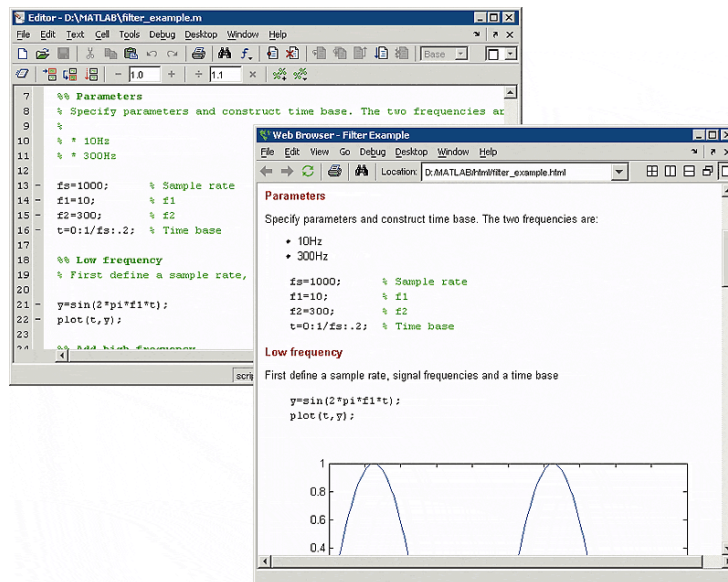 Editor - D:\MATLAB\filter_example.m
File Edit Text Cell Tools Debug Desktop Window Help
Base
1.0 + ÷ 1.1 ×
7 %% Parameters
8 % Specify parameters and construct time base. The two frequencies ar
9 %
10 % * 10Hz
11 % * 300Hz
12
13 - fs=1000; % Sample rate
14 - f1=10; % f1
15 - f2=300; % f2
16 - t=0:1/fs:.2; % Time base
17
18 %% Low frequency
19 % First define a sample rate,
20
21 - y=sin(2*pi*f1*t);
22 - plot(t,y);
23
24 %% Add high frequency
scrip
Web Browser - Filter Example
File Edit View Go Debug Desktop Window Help
Location: D:/MATLAB/html/filter_example.html
Parameters
Specify parameters and construct time base. The two frequencies are:
• 10Hz
• 300Hz
fs=1000; % Sample rate
f1=10; % f1
f2=300; % f2
t=0:1/fs:.2; % Time base
Low frequency
First define a sample rate, signal frequencies and a time base
y=sin(2*pi*f1*t);
plot(t,y);
1
0.8
0.6
0.4